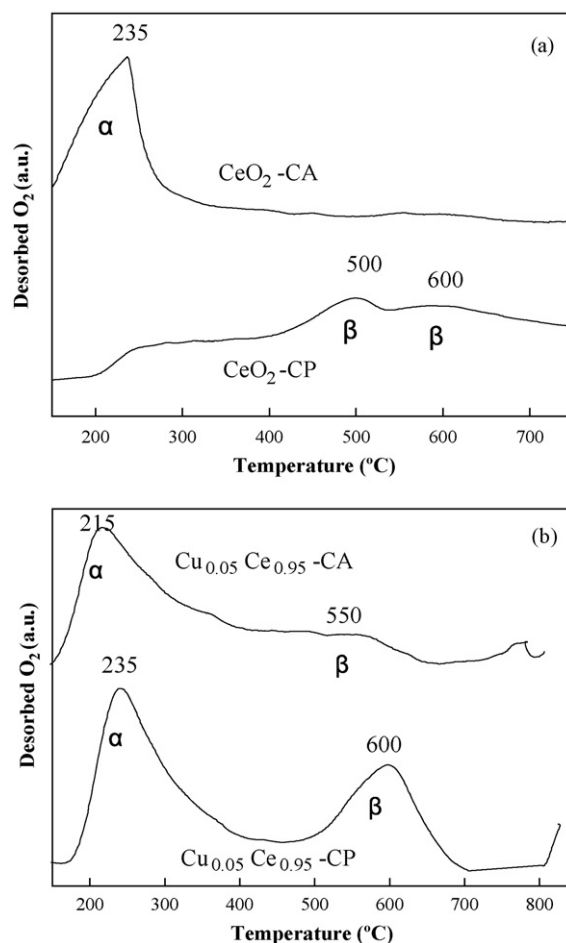 235
(a)
α
CeO₂-CA
500
600
β
β
CeO₂-CP
Desorbed O₂ (a.u.)
200 300 400 500 600 700
Temperature (ºC)
215
(b)
α
Cu₀.₀₅ Ce₀.₉₅ -CA
550
β
235
α
600
β
Cu₀.₀₅ Ce₀.₉₅ -CP
Desorbed O₂ (a.u.)
200 300 400 500 600 700 800
Temperature (ºC)